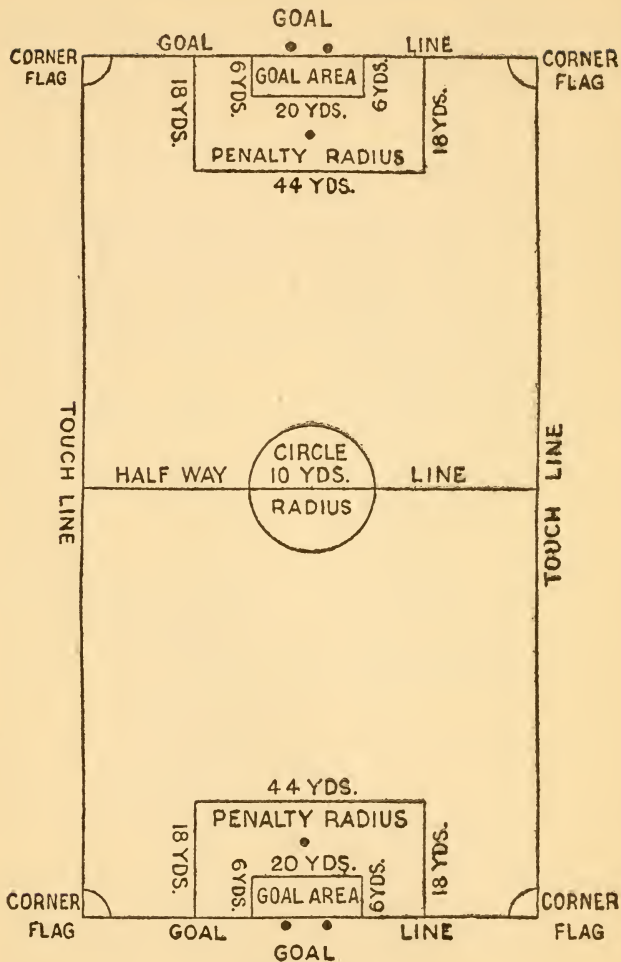 GOAL
GOAL LINE
CORNER FLAG
CORNER FLAG
18 YDS.
6 YDS.
GOAL AREA
6 YDS.
18 YDS.
20 YDS.
PENALTY RADIUS
44 YDS.
TOUCH LINE
CIRCLE
10 YDS.
HALF WAY LINE
RADIUS
TOUCH LINE
44 YDS.
PENALTY RADIUS
18 YDS.
20 YDS.
6 YDS.
GOAL AREA
6 YDS.
18 YDS.
CORNER FLAG
CORNER FLAG
GOAL LINE
GOAL